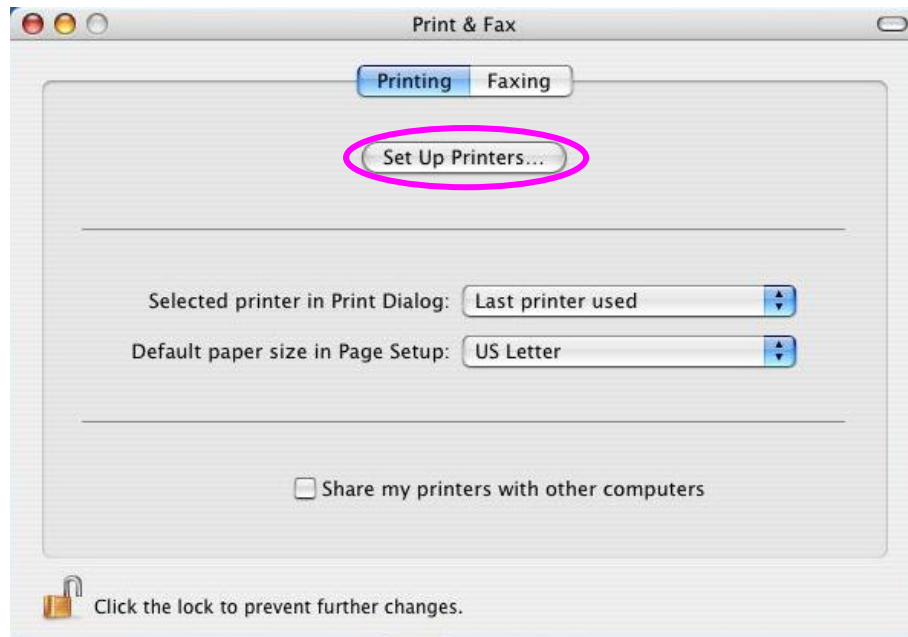 Print & Fax
Printing Faxing
Set Up Printers...
Selected printer in Print Dialog: Last printer used
Default paper size in Page Setup: US Letter
Share my printers with other computers
Click the lock to prevent further changes.